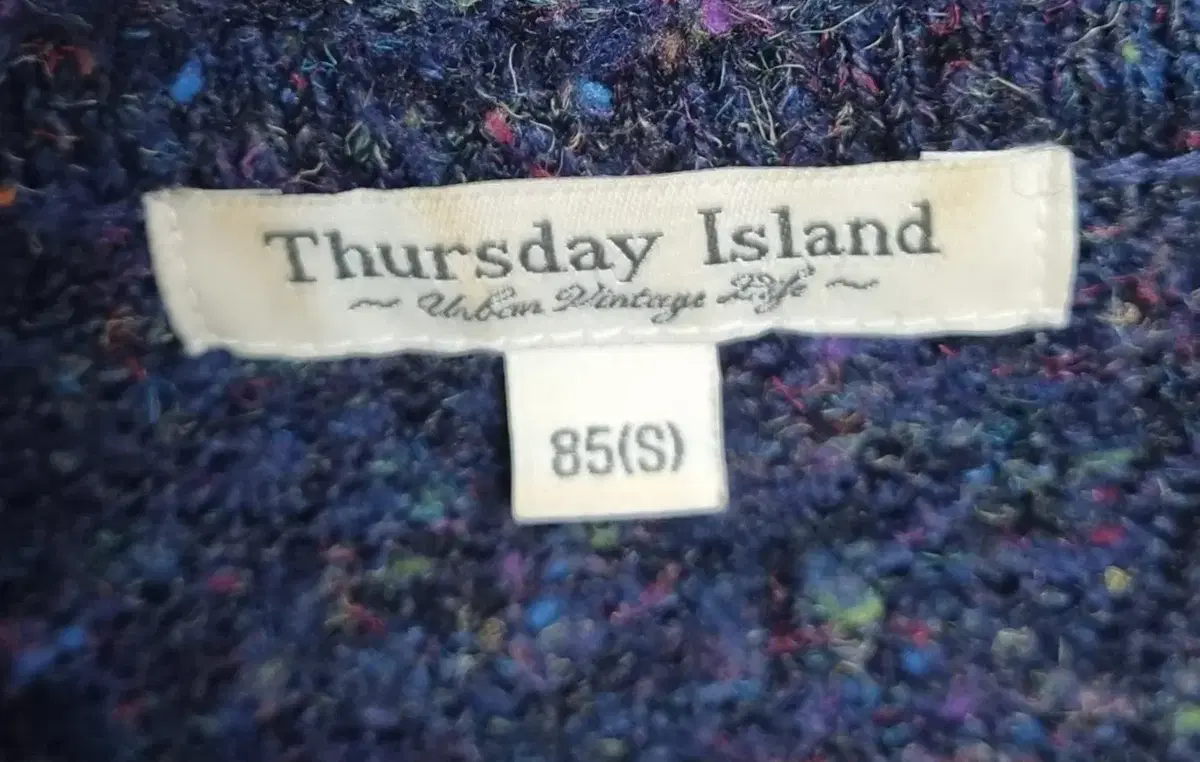 Thursday Island
~ Urban Vintage Life ~
85(S)